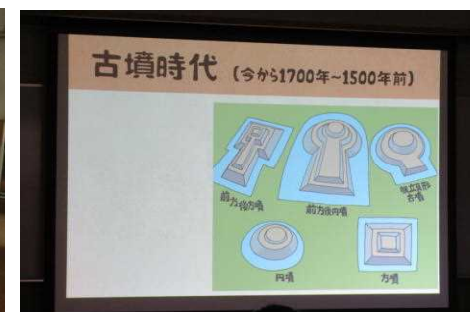 古墳時代 (今から1700年~1500年前)
前方後方墳
前方後円墳
帆立貝形
古墳
円墳
方墳